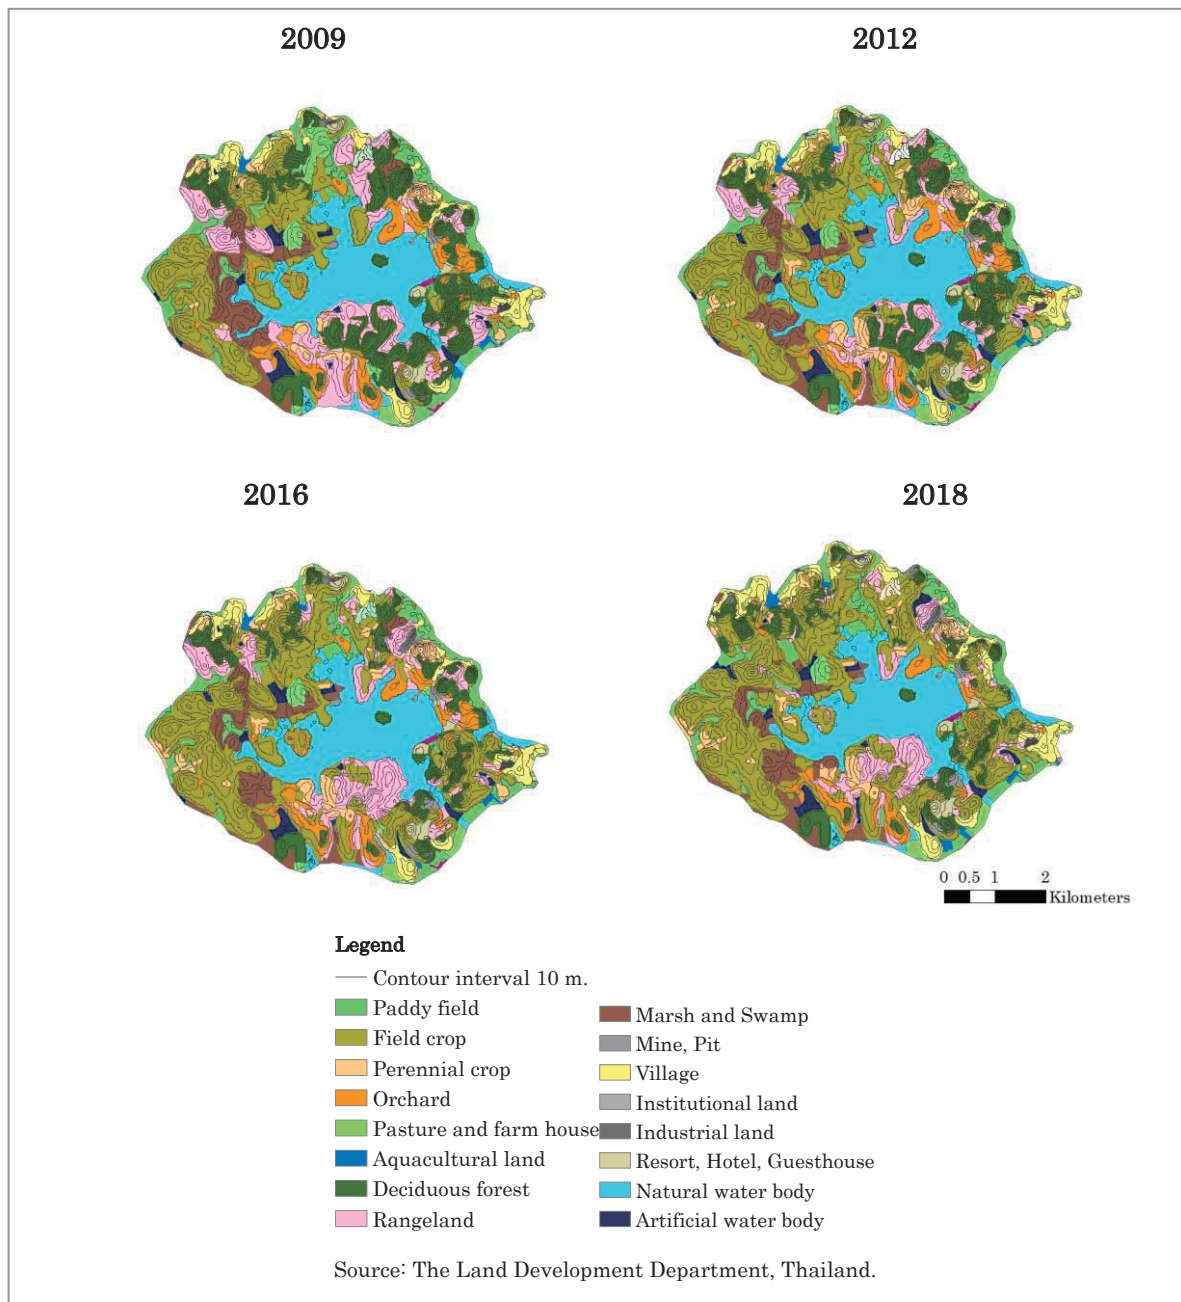 2009
2012
2016
2018
0 0.5 1 2
Kilometers
Legend
Contour interval 10 m.
Paddy field
Field crop
Perennial crop
Orchard
Pasture and farm house
Aquacultural land
Deciduous forest
Rangeland
Marsh and Swamp
Mine, Pit
Village
Institutional land
Industrial land
Resort, Hotel, Guesthouse
Natural water body
Artificial water body
Source: The Land Development Department, Thailand.